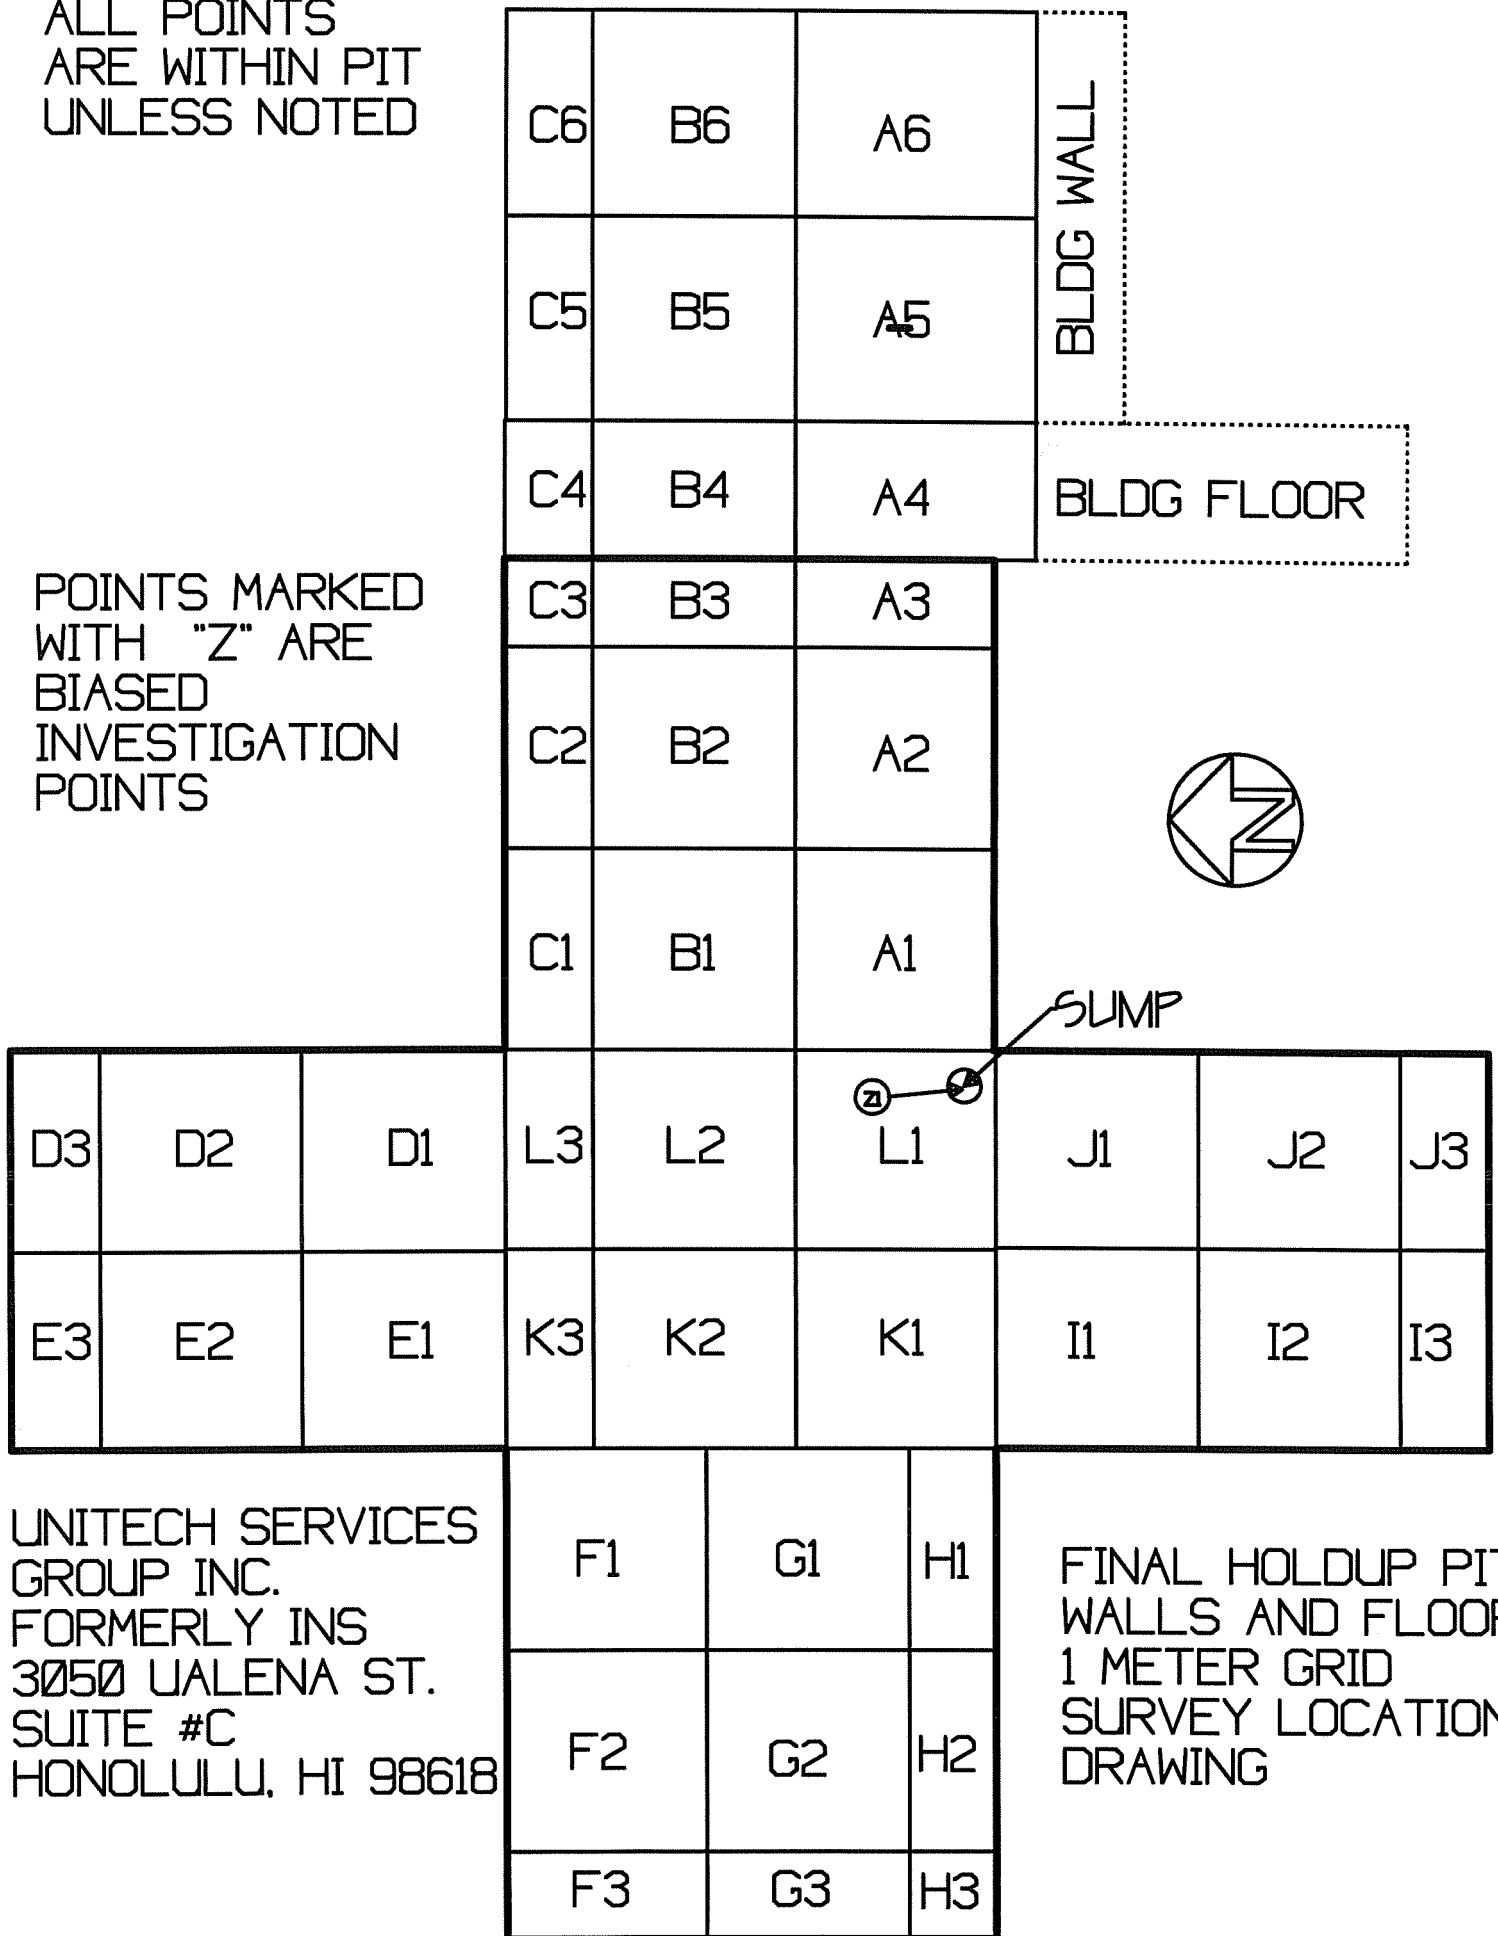 ALL POINTS
ARE WITHIN PIT
UNLESS NOTED
C6 B6 A6
BLDG WALL
C5 B5 A5
C4 B4 A4 BLDG FLOOR
POINTS MARKED
WITH "Z" ARE
BIASED
INVESTIGATION
POINTS
C3 B3 A3
C2 B2 A2
N
C1 B1 A1
SUMP
Z1
D3 D2 D1 L3 L2 L1 J1 J2 J3
E3 E2 E1 K3 K2 K1 I1 I2 I3
UNITECH SERVICES
GROUP INC.
FORMERLY INS
3050 UALENA ST.
SUITE #C
HONOLULU, HI 98618
F1 G1 H1
F2 G2 H2
F3 G3 H3
FINAL HOLDUP PIT
WALLS AND FLOOR
1 METER GRID
SURVEY LOCATION
DRAWING